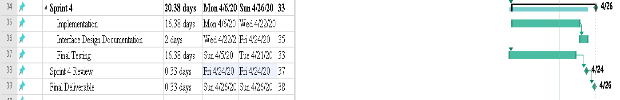 34 Sprint 4 20.38 days Mon 4/6/20 Sun 4/26/20 33 4/26
35 Implementation 16.38 days Mon 4/6/20 Wed 4/22/20
36 Interface Design Documentation 2 days Wed 4/22/2 Fri 4/24/20 35
37 Final Testing 16.38 days Sun 4/5/20 Tue 4/21/20 33
38 Sprint 4 Review 0.33 days Fri 4/24/20 Fri 4/24/20 37 4/24
39 Final Deliverable 0.33 days Sun 4/26/20 Sun 4/26/20 38 4/26